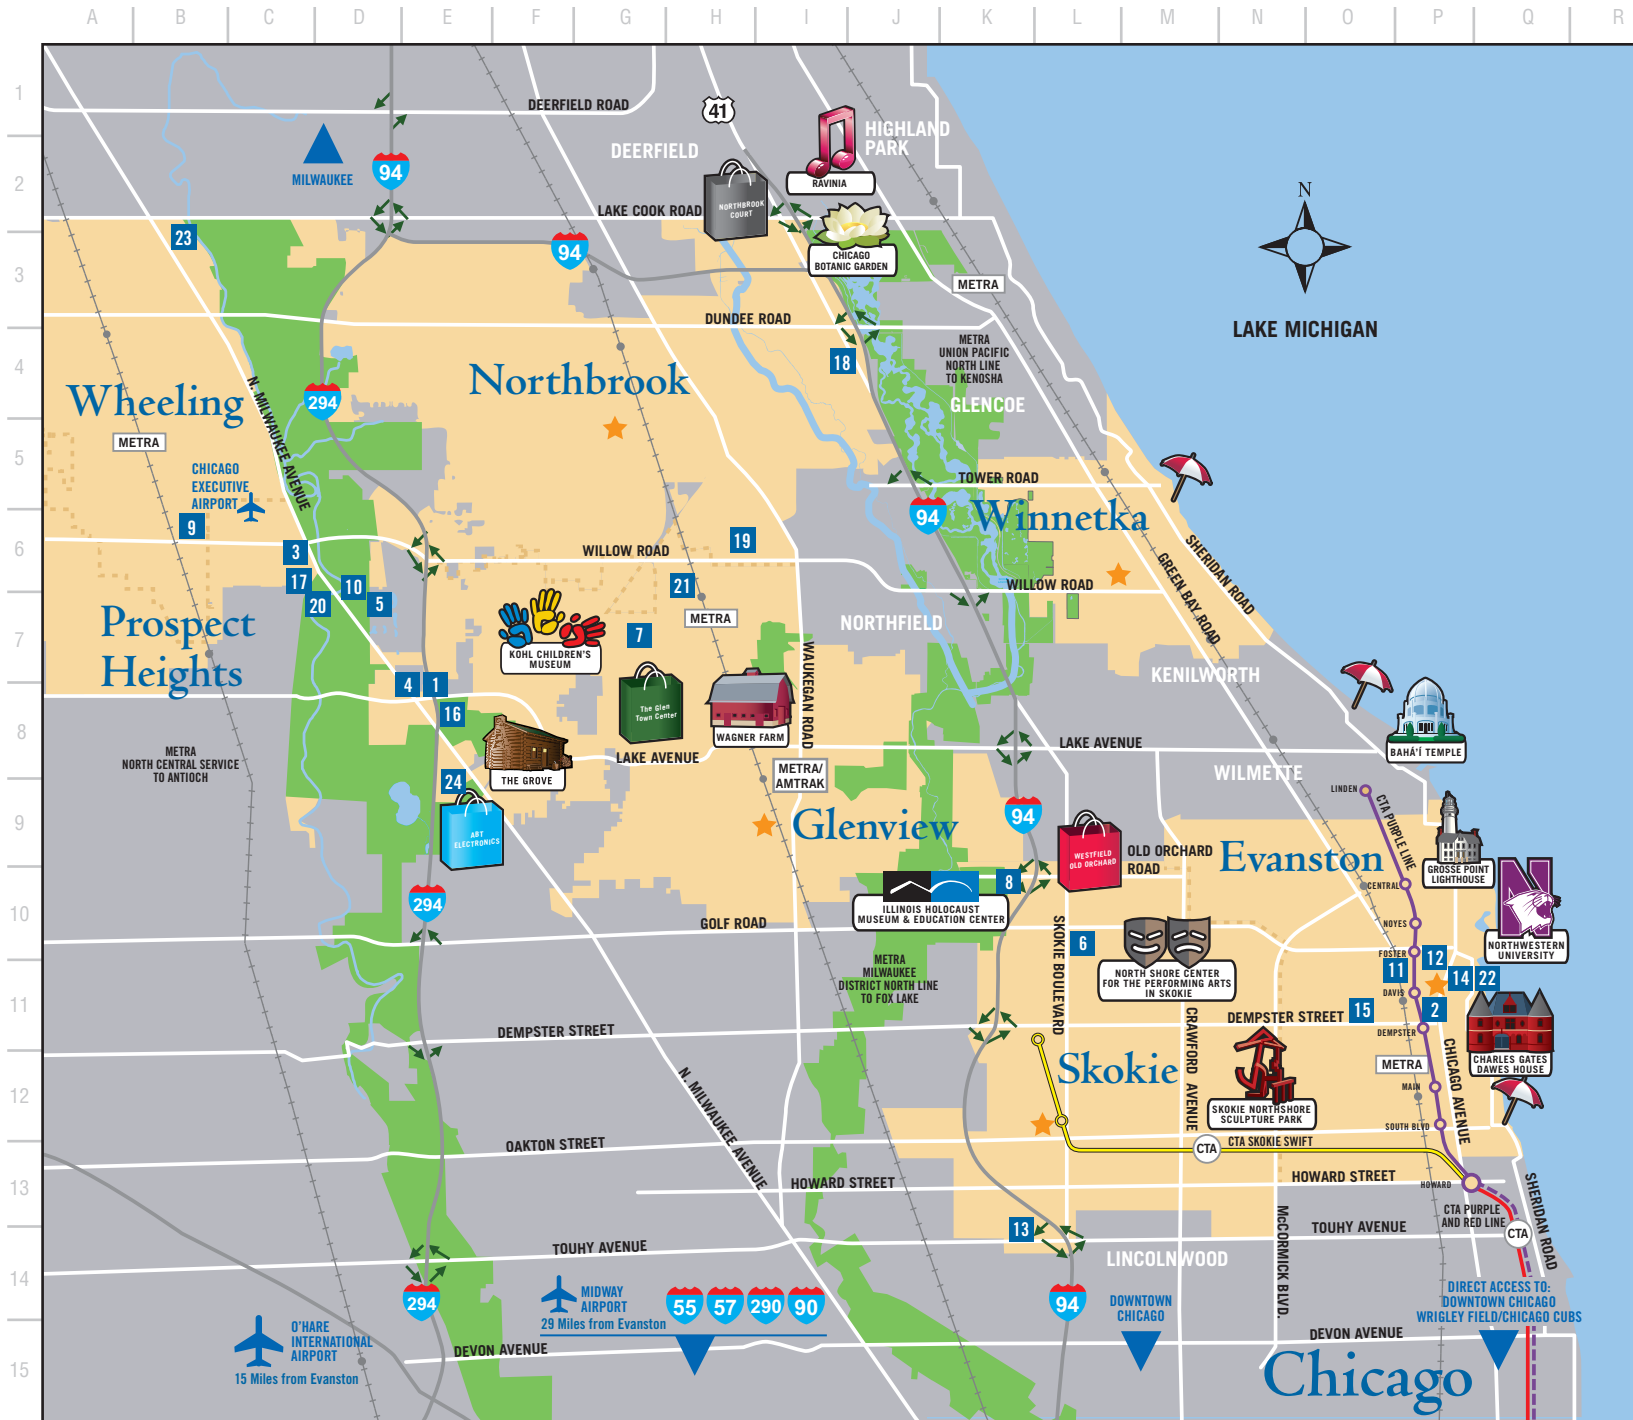 A B C D E F G H J K L M N O P Q R
1
2
3
4
5
6
7
8
9
10
11
12
13
14
15
DEERFIELD ROAD
41
HIGHLAND
PARK
DEERFIELD
MILWAUKEE
94
RAVINIA
NORTHBROOK
COURT
LAKE COOK ROAD
N
23
94
CHICAGO
BOTANIC GARDEN
METRA
DUNDEE ROAD
LAKE MICHIGAN
18
METRA
UNION PACIFIC
NORTH LINE
TO KENOSHA
GLENCOE
Northbrook
Wheeling
294
N. MILWAUKEE AVENUE
METRA
CHICAGO
EXECUTIVE
AIRPORT
TOWER ROAD
94
Winnetka
9
3
WILLOW ROAD
19
17
10
20
5
21
WILLOW ROAD
GREEN BAY ROAD
SHERIDAN ROAD
Prospect
Heights
METRA
NORTHFIELD
7
KOHL CHILDREN'S
MUSEUM
WAUKEGAN ROAD
KENILWORTH
4
1
16
The Glen
Town Center
WAGNER FARM
BAHÁ'Í TEMPLE
METRA
NORTH CENTRAL SERVICE
TO ANTIOCH
LAKE AVENUE
LAKE AVENUE
THE GROVE
METRA/
AMTRAK
WILMETTE
24
LINDEN
CTA PURPLE LINE
ABT
ELECTRONICS
Glenview
94
WESTFIELD
OLD ORCHARD
OLD ORCHARD
ROAD
Evanston
GROSSE POINT
LIGHTHOUSE
8
CENTRAL
294
ILLINOIS HOLOCAUST
MUSEUM & EDUCATION CENTER
GOLF ROAD
NOYES
N
NORTHWESTERN
UNIVERSITY
SKOKIE BOULEVARD
6
FOSTER
12
11
14
22
NORTH SHORE CENTER
FOR THE PERFORMING ARTS
IN SKOKIE
METRA
MILWAUKEE
DISTRICT NORTH LINE
TO FOX LAKE
DAVIS
15
2
DEMPSTER STREET
DEMPSTER STREET
DEMPSTER
CRAWFORD AVENUE
CHARLES GATES
DAWES HOUSE
Skokie
METRA
CHICAGO AVENUE
MAIN
N. MILWAUKEE AVENUE
SKOKIE NORTHSHORE
SCULPTURE PARK
SOUTH BLVD
OAKTON STREET
CTA
CTA SKOKIE SWIFT
HOWARD STREET
HOWARD STREET
HOWARD
SHERIDAN ROAD
CTA PURPLE
AND RED LINE
CTA
McCORMICK BLVD.
13
TOUHY AVENUE
TOUHY AVENUE
LINCOLNWOOD
294
MIDWAY
AIRPORT
29 Miles from Evanston
55
57
290
90
94
DOWNTOWN
CHICAGO
DIRECT ACCESS TO:
DOWNTOWN CHICAGO
WRIGLEY FIELD/CHICAGO CUBS
O'HARE
INTERNATIONAL
AIRPORT
15 Miles from Evanston
DEVON AVENUE
DEVON AVENUE
Chicago